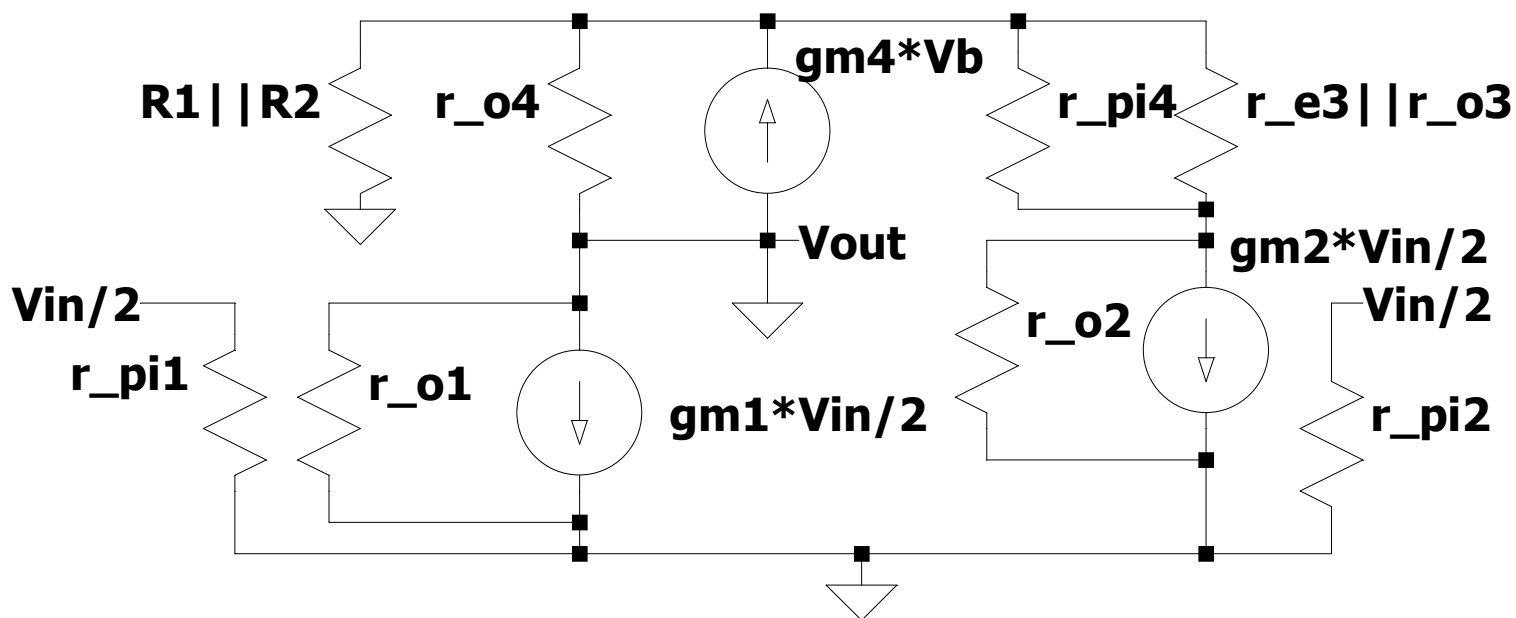 gm4*Vb
R1||R2
r_o4
r_pi4
r_e3||r_o3
Vout
gm2*Vin/2
Vin/2
Vin/2
r_o2
r_pi1
r_o1
gm1*Vin/2
r_pi2